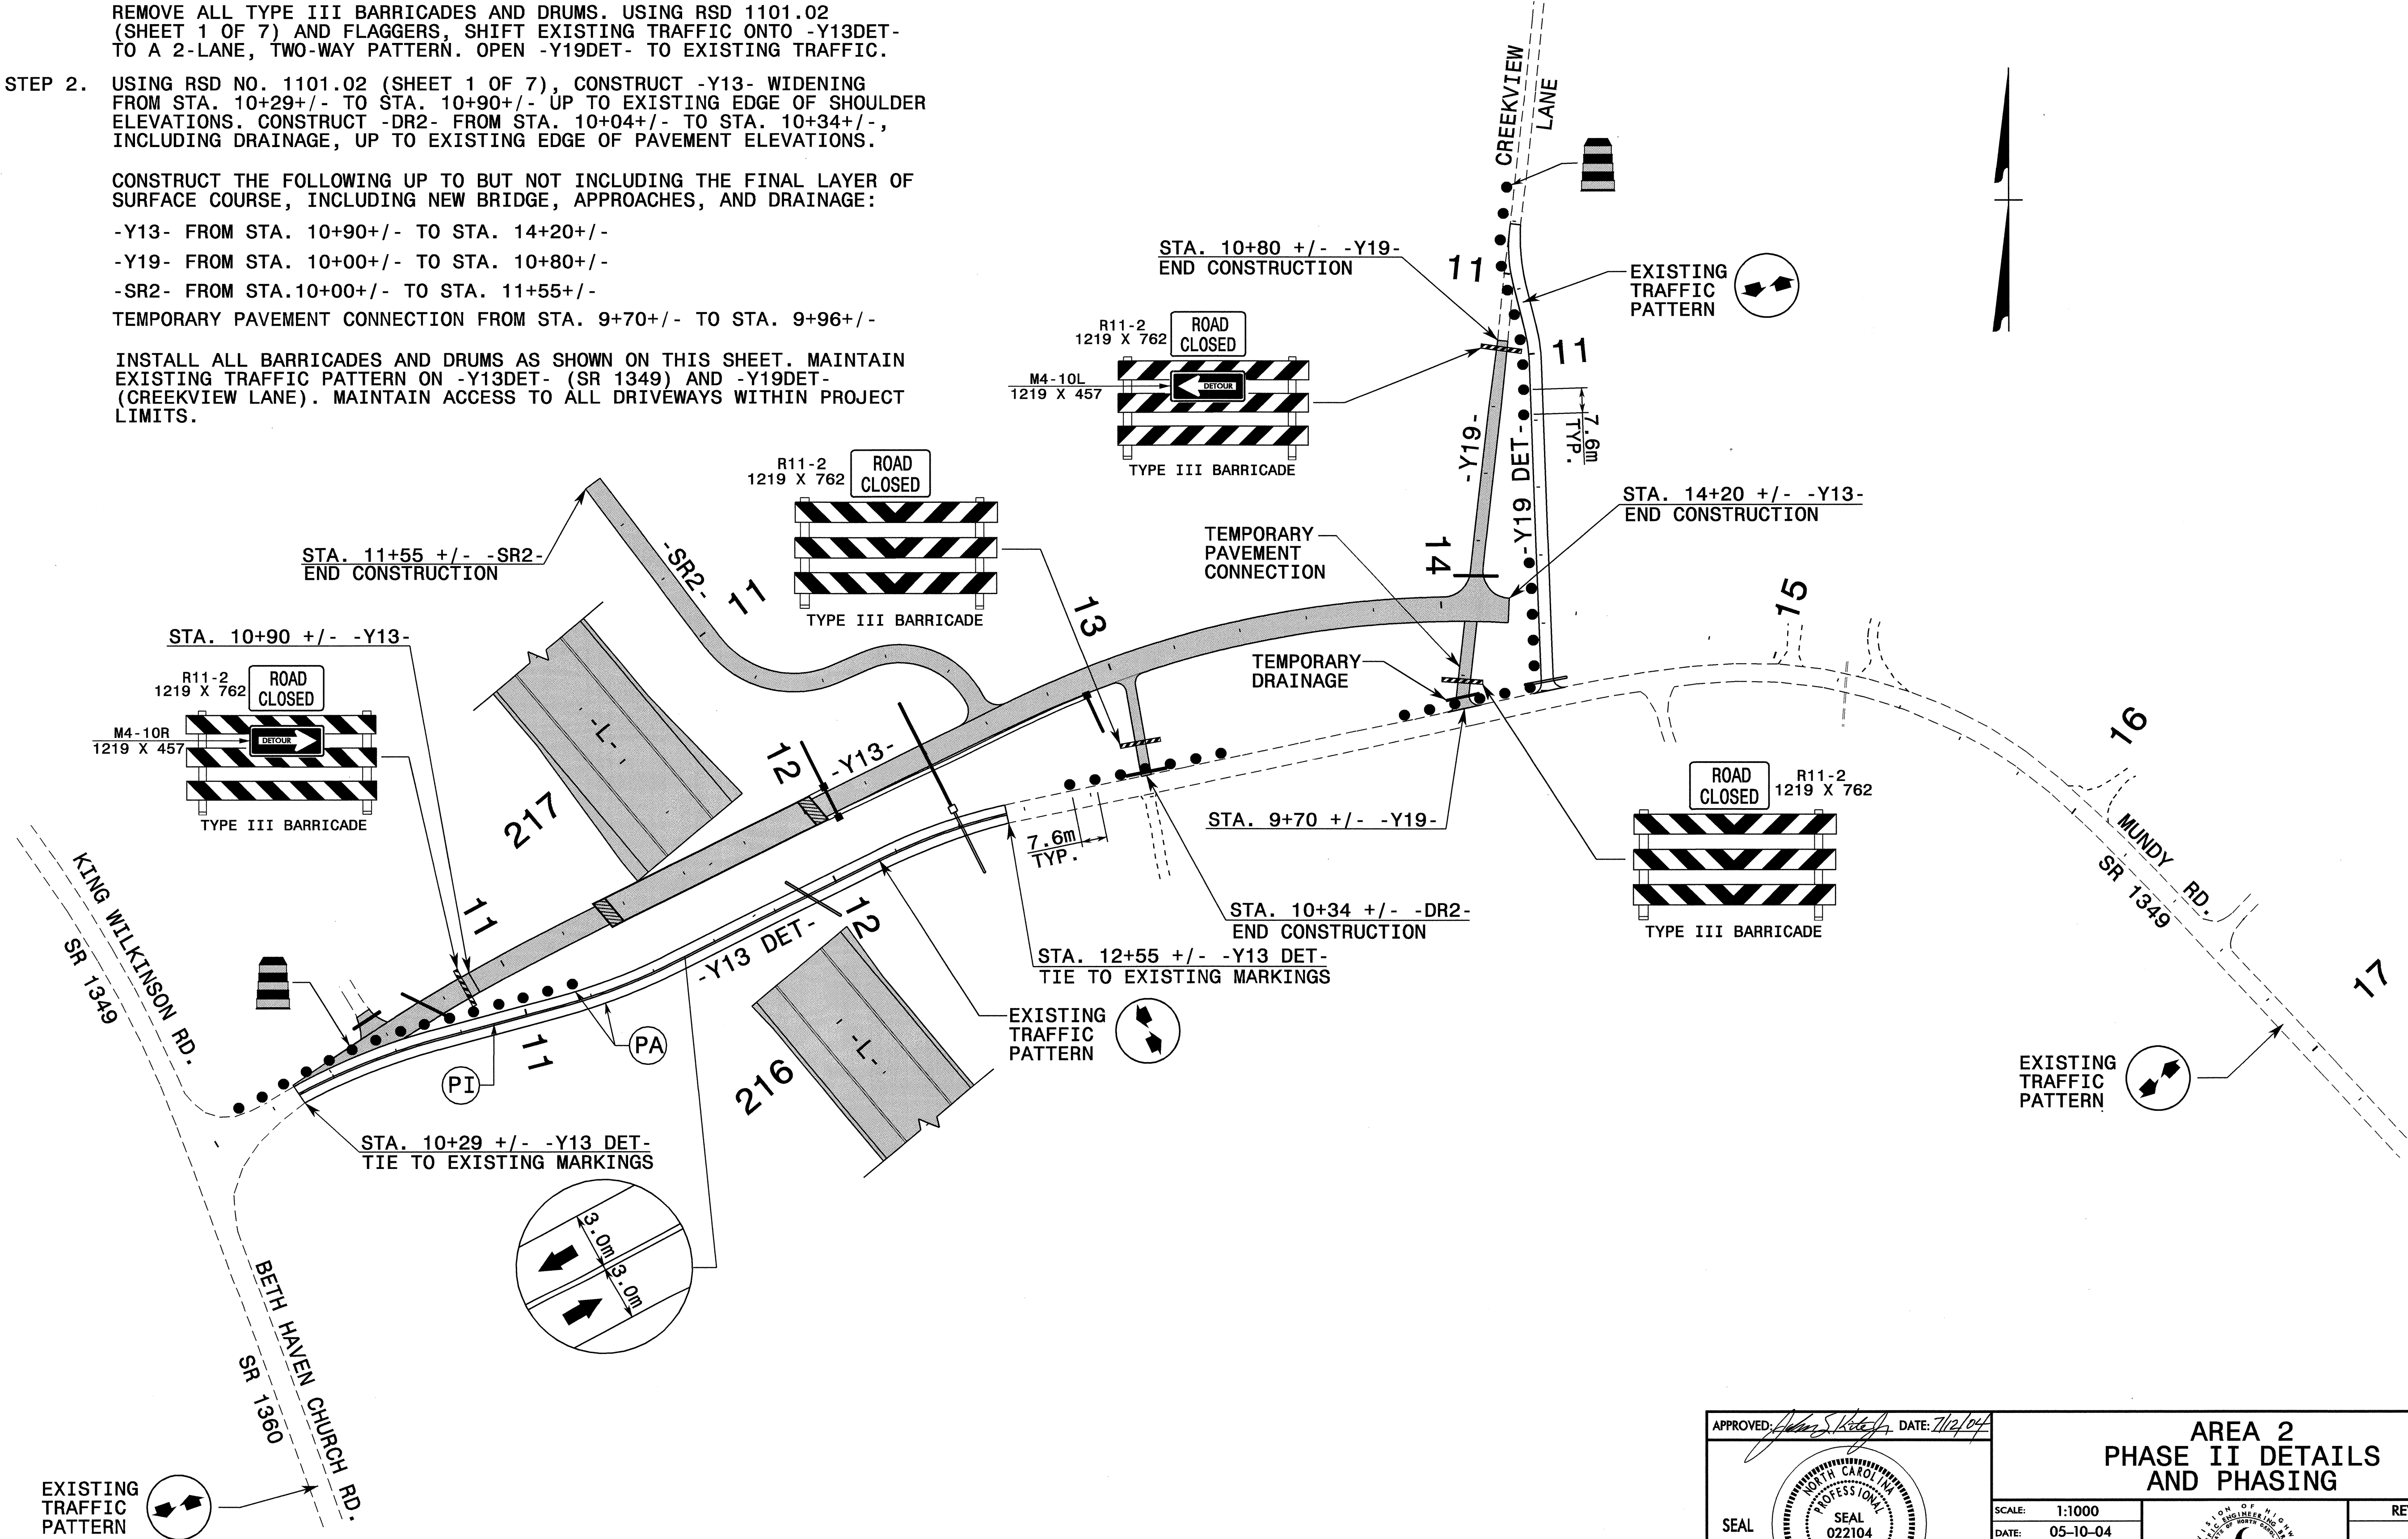 REMOVE ALL TYPE III BARRICADES AND DRUMS. USING RSD 1101.02
(SHEET 1 OF 7) AND FLAGGERS, SHIFT EXISTING TRAFFIC ONTO -Y13DET-
TO A 2-LANE, TWO-WAY PATTERN. OPEN -Y19DET- TO EXISTING TRAFFIC.
STEP 2. USING RSD NO. 1101.02 (SHEET 1 OF 7), CONSTRUCT -Y13- WIDENING
FROM STA. 10+29+/- TO STA. 10+90+/- UP TO EXISTING EDGE OF SHOULDER
ELEVATIONS. CONSTRUCT -DR2- FROM STA. 10+04+/- TO STA. 10+34+/-,
INCLUDING DRAINAGE, UP TO EXISTING EDGE OF PAVEMENT ELEVATIONS.
CONSTRUCT THE FOLLOWING UP TO BUT NOT INCLUDING THE FINAL LAYER OF
SURFACE COURSE, INCLUDING NEW BRIDGE, APPROACHES, AND DRAINAGE:
-Y13- FROM STA. 10+90+/- TO STA. 14+20+/-
-Y19- FROM STA. 10+00+/- TO STA. 10+80+/-
-SR2- FROM STA.10+00+/- TO STA. 11+55+/-
TEMPORARY PAVEMENT CONNECTION FROM STA. 9+70+/- TO STA. 9+96+/-
INSTALL ALL BARRICADES AND DRUMS AS SHOWN ON THIS SHEET. MAINTAIN
EXISTING TRAFFIC PATTERN ON -Y13DET- (SR 1349) AND -Y19DET-
(CREEKVIEW LANE). MAINTAIN ACCESS TO ALL DRIVEWAYS WITHIN PROJECT
LIMITS.
CREEKVIEW
LANE
STA. 10+80 +/- -Y19-
END CONSTRUCTION
11
EXISTING
TRAFFIC
PATTERN
R11-2
1219 X 762
ROAD
CLOSED
M4-10L
1219 X 457
DETOUR
TYPE III BARRICADE
11
7.6m
TYP.
-Y19-
-Y19 DET-
R11-2
1219 X 762
ROAD
CLOSED
TYPE III BARRICADE
STA. 14+20 +/- -Y13-
END CONSTRUCTION
TEMPORARY
PAVEMENT
CONNECTION
14
STA. 11+55 +/- -SR2-
END CONSTRUCTION
-SR2-
11
13
15
STA. 10+90 +/- -Y13-
R11-2
1219 X 762
ROAD
CLOSED
M4-10R
1219 X 457
DETOUR
TYPE III BARRICADE
TEMPORARY
DRAINAGE
-L-
217
12
-Y13-
16
ROAD
CLOSED
R11-2
1219 X 762
TYPE III BARRICADE
STA. 9+70 +/- -Y19-
7.6m
TYP.
MUNDY RD.
SR 1349
KING WILKINSON RD.
SR 1349
11
12
-Y13 DET-
STA. 10+34 +/- -DR2-
END CONSTRUCTION
STA. 12+55 +/- -Y13 DET-
TIE TO EXISTING MARKINGS
17
EXISTING
TRAFFIC
PATTERN
11
PA
PI
-L-
216
EXISTING
TRAFFIC
PATTERN
STA. 10+29 +/- -Y13 DET-
TIE TO EXISTING MARKINGS
3.0m
3.0m
BETH HAVEN CHURCH RD.
SR 1360
EXISTING
TRAFFIC
PATTERN
APPROVED: DATE: 7/12/04
SEAL
NORTH CAROLINA
PROFESSIONAL
SEAL
022104
AREA 2
PHASE II DETAILS
AND PHASING
SCALE: 1:1000
DATE: 05-10-04